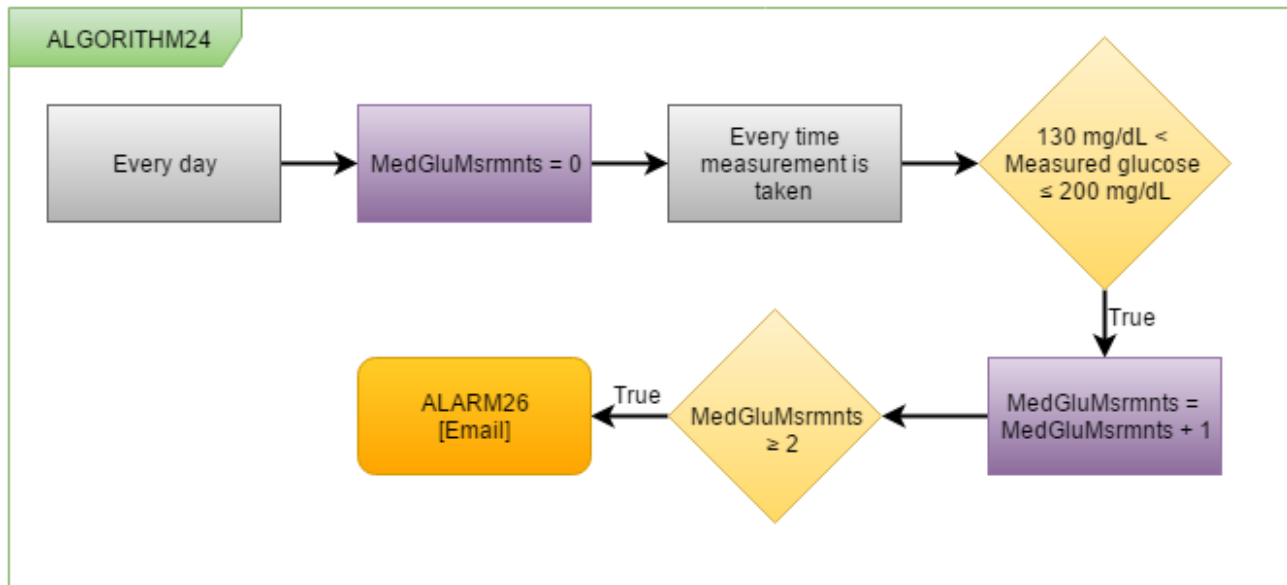 ALGORITHM24
Every day
MedGluMsrmnts = 0
Every time
measurement is
taken
130 mg/dL <
Measured glucose
≤ 200 mg/dL
True
MedGluMsrmnts =
MedGluMsrmnts + 1
MedGluMsrmnts
≥ 2
True
ALARM26
[Email]